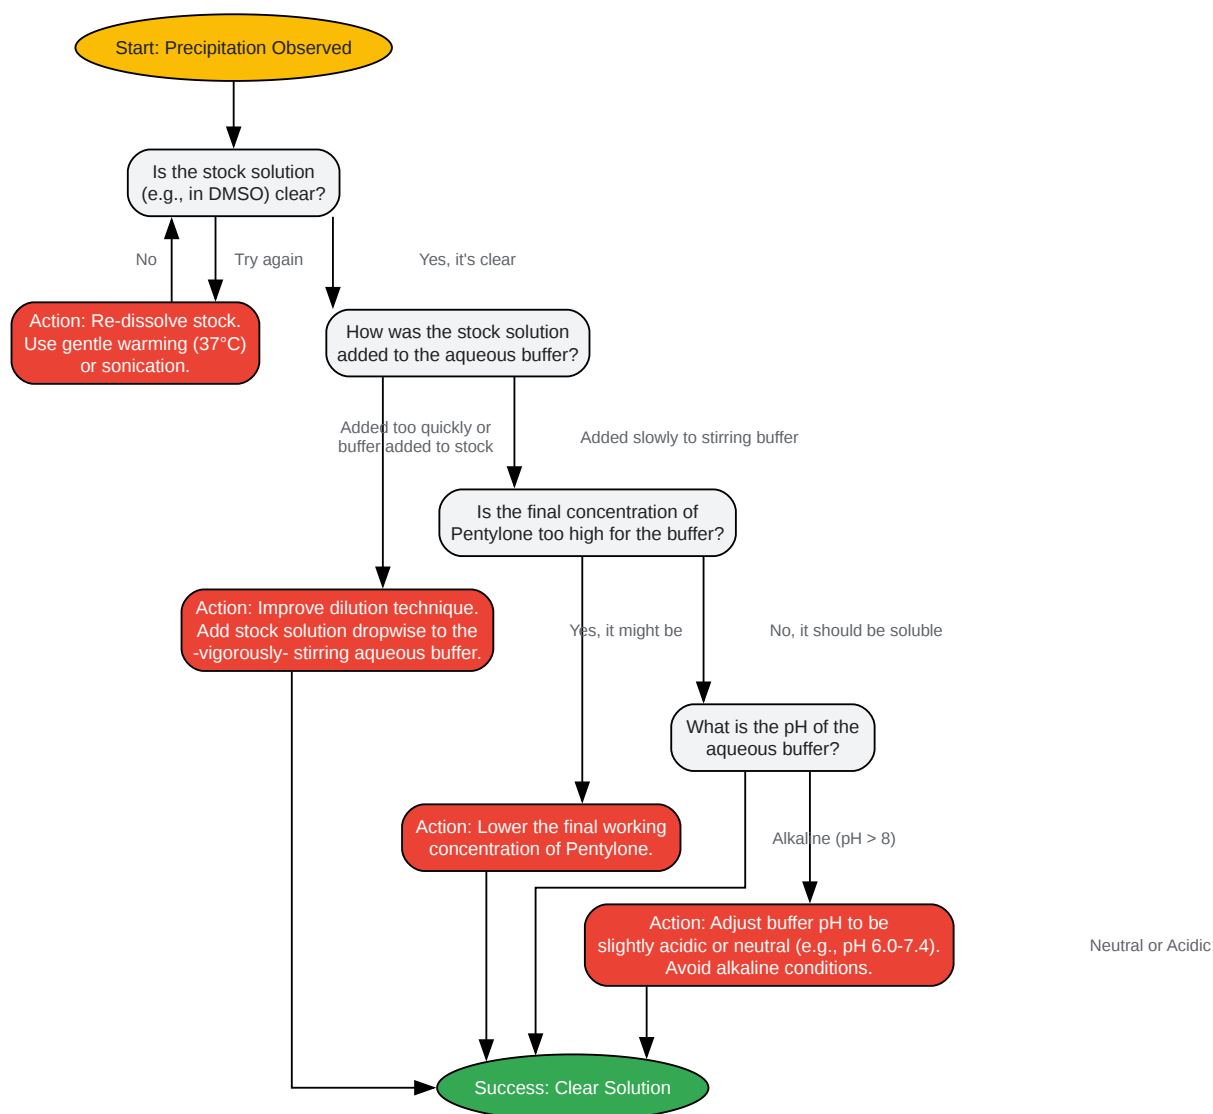 Start: Precipitation Observed
Is the stock solution
(e.g., in DMSO) clear?
No
Try again
Yes, it's clear
Action: Re-dissolve stock.
Use gentle warming (37°C)
or sonication.
How was the stock solution
added to the aqueous buffer?
Added too quickly or
buffer added to stock
Added slowly to stirring buffer
Is the final concentration of
Pentylone too high for the buffer?
Action: Improve dilution technique.
Add stock solution dropwise to the
-vigorously- stirring aqueous buffer.
Yes, it might be
No, it should be soluble
What is the pH of the
aqueous buffer?
Action: Lower the final working
concentration of Pentylone.
Alkaline (pH > 8)
Action: Adjust buffer pH to be
slightly acidic or neutral (e.g., pH 6.0-7.4).
Avoid alkaline conditions.
Neutral or Acidic
Success: Clear Solution